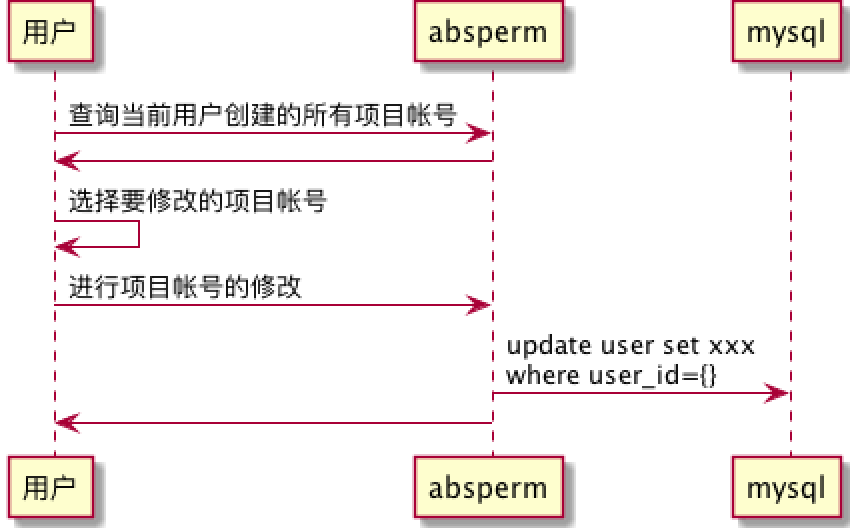 用户
absperm
mysql
查询当前用户创建的所有项目帐号
选择要修改的项目帐号
进行项目帐号的修改
update user set xxx
where user_id={}
用户
absperm
mysql